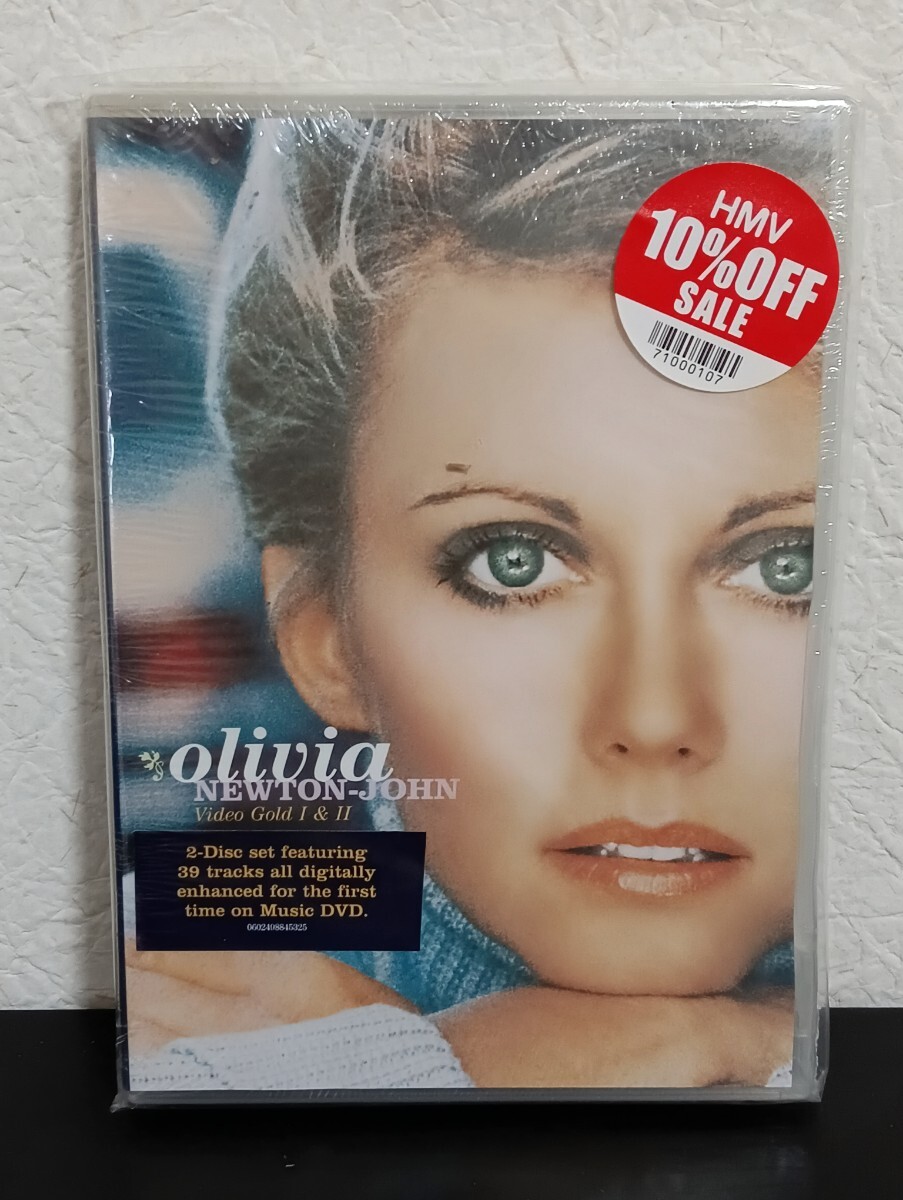 HMV
10%OFF
SALE
71000107
olivia
NEWTON-JOHN
Video Gold I & II
2-Disc set featuring
39 tracks all digitally
enhanced for the first
time on Music DVD.
0602498845325